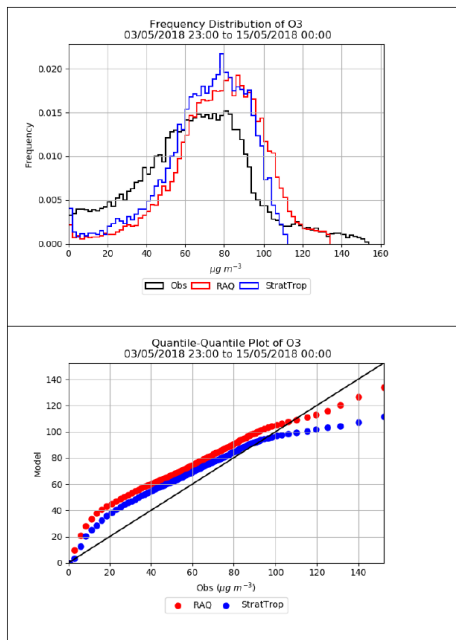 Frequency Distribution of O3
03/05/2018 23:00 to 15/05/2018 00:00
0.020
0.015
0.010
0.005
0.000
Frequency
0 20 40 60 80 100 120 140 160
µg m⁻³
Obs RAQ StratTrop
Quantile-Quantile Plot of O3
03/05/2018 23:00 to 15/05/2018 00:00
140
120
100
80
60
40
20
0
Model
0 20 40 60 80 100 120 140
Obs (µg m⁻³)
RAQ StratTrop